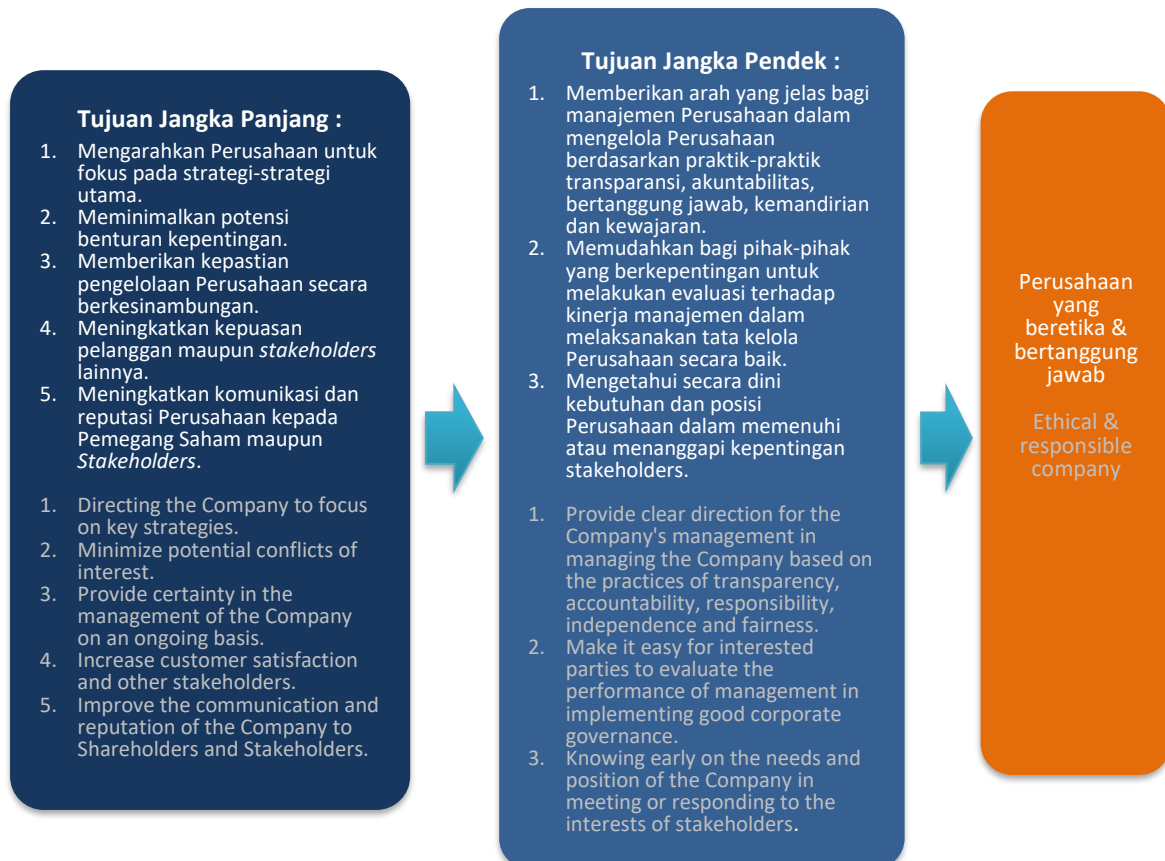 Tujuan Jangka Panjang :
1. Mengarahkan Perusahaan untuk
fokus pada strategi-strategi
utama.
2. Meminimalkan potensi
benturan kepentingan.
3. Memberikan kepastian
pengelolaan Perusahaan secara
berkesinambungan.
4. Meningkatkan kepuasan
pelanggan maupun stakeholders
lainnya.
5. Meningkatkan komunikasi dan
reputasi Perusahaan kepada
Pemegang Saham maupun
Stakeholders.
1. Directing the Company to focus
on key strategies.
2. Minimize potential conflicts of
interest.
3. Provide certainty in the
management of the Company
on an ongoing basis.
4. Increase customer satisfaction
and other stakeholders.
5. Improve the communication and
reputation of the Company to
Shareholders and Stakeholders.
Tujuan Jangka Pendek :
1. Memberikan arah yang jelas bagi
manajemen Perusahaan dalam
mengelola Perusahaan
berdasarkan praktik-praktik
transparansi, akuntabilitas,
bertanggung jawab, kemandirian
dan kewajaran.
2. Memudahkan bagi pihak-pihak
yang berkepentingan untuk
melakukan evaluasi terhadap
kinerja manajemen dalam
melaksanakan tata kelola
Perusahaan secara baik.
3. Mengetahui secara dini
kebutuhan dan posisi
Perusahaan dalam memenuhi
atau menanggapi kepentingan
stakeholders.
1. Provide clear direction for the
Company's management in
managing the Company based on
the practices of transparency,
accountability, responsibility,
independence and fairness.
2. Make it easy for interested
parties to evaluate the
performance of management in
implementing good corporate
governance.
3. Knowing early on the needs and
position of the Company in
meeting or responding to the
interests of stakeholders.
Perusahaan
yang
beretika &
bertanggung
jawab
Ethical &
responsible
company